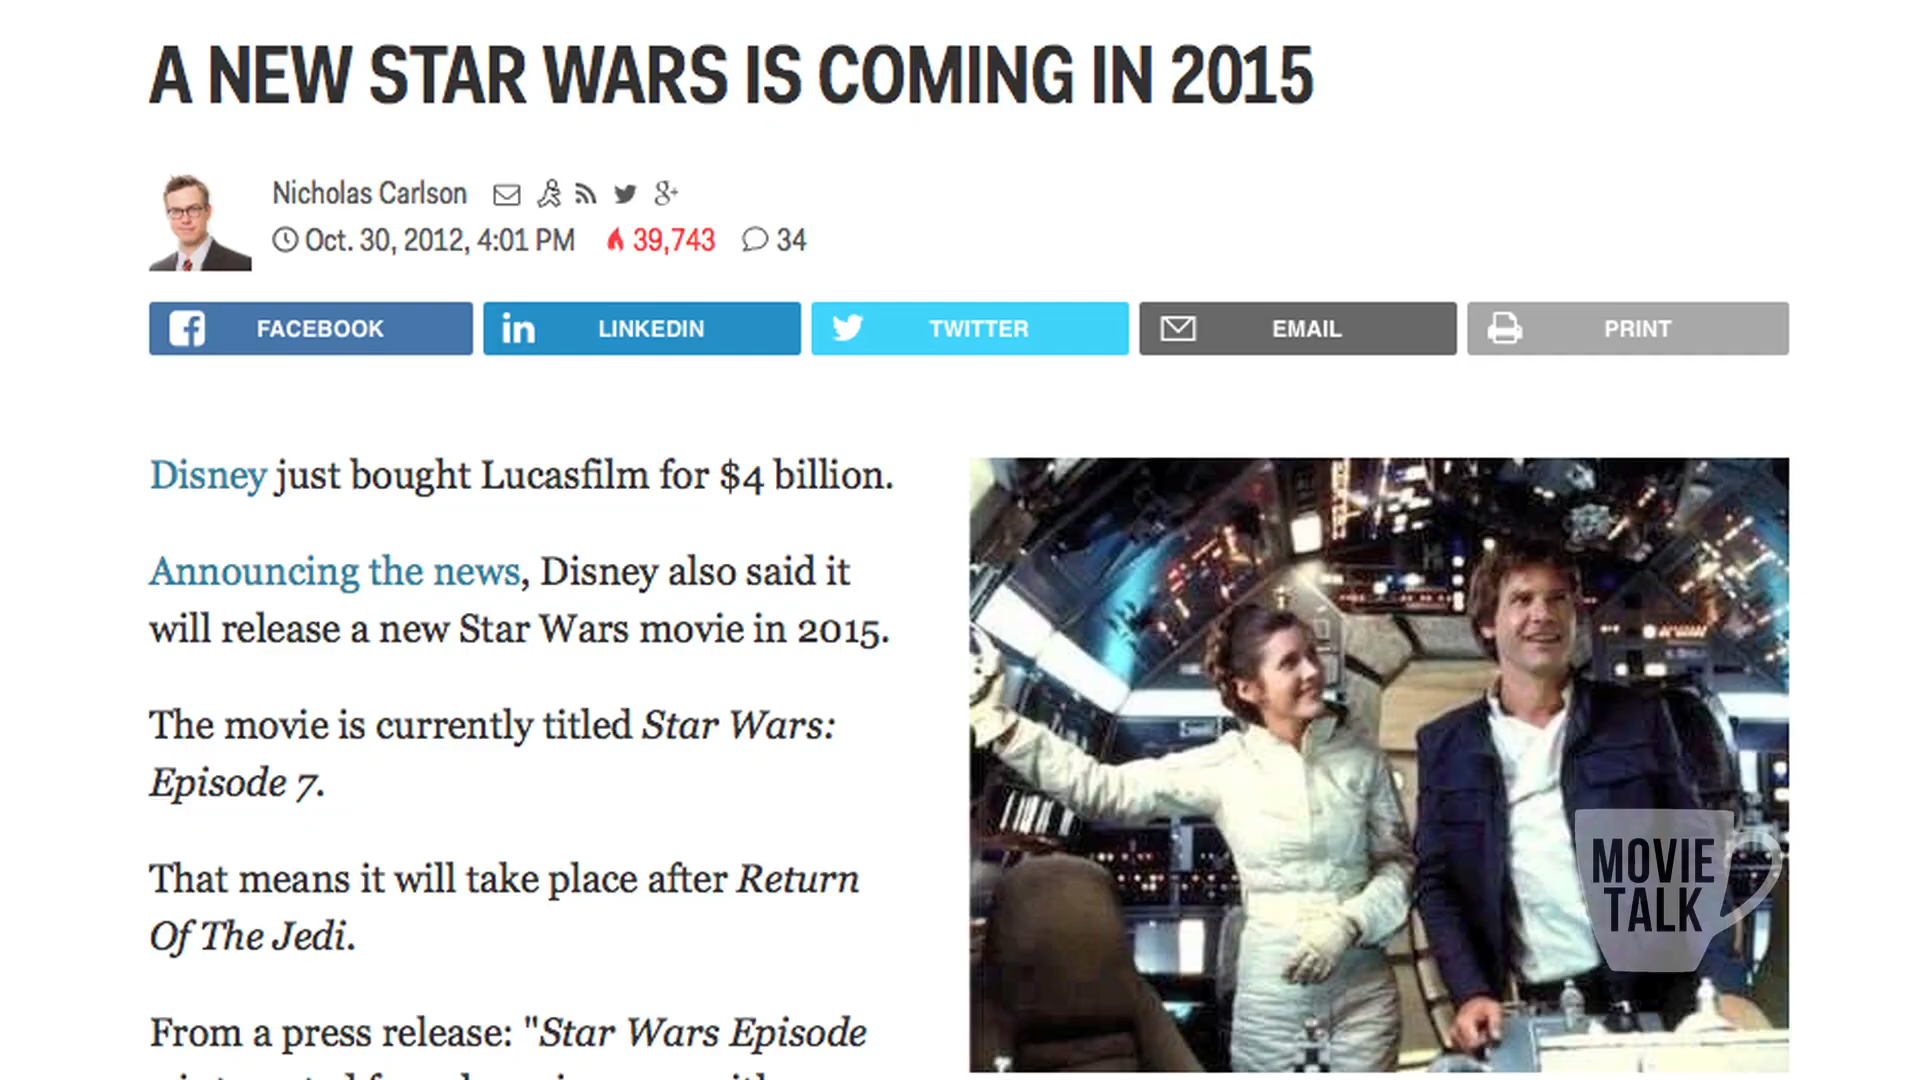 A NEW STAR WARS IS COMING IN 2015
Nicholas Carlson
Oct. 30, 2012, 4:01 PM 39,743 34
FACEBOOK LINKEDIN TWITTER EMAIL PRINT
Disney just bought Lucasfilm for $4 billion.
Announcing the news, Disney also said it
will release a new Star Wars movie in 2015.
The movie is currently titled Star Wars:
Episode 7.
That means it will take place after Return
Of The Jedi.
From a press release: "Star Wars Episode
MOVIE
TALK